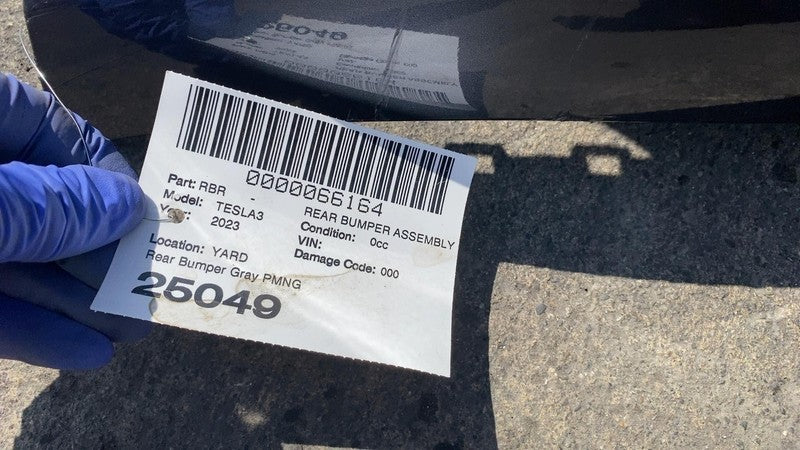 0000066164
Part: RBR - REAR BUMPER ASSEMBLY
Model: TESLA3 Condition: 0cc
Year: 2023 VIN:
Damage Code: 000
Location: YARD
Rear Bumper Gray PMNG
25049